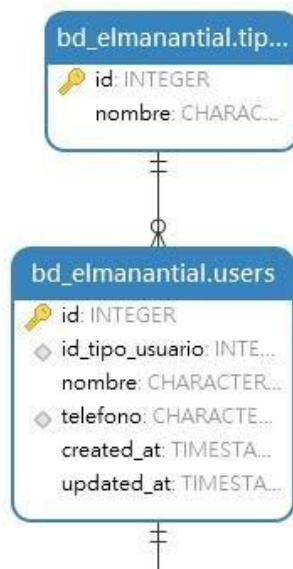 bd_elmanantial.tip...
id: INTEGER
nombre: CHARAC...
bd_elmanantial.users
id: INTEGER
id_tipo_usuario: INTE...
nombre: CHARACTER...
telefono: CHARACTE...
created_at: TIMESTA...
updated_at: TIMESTA...